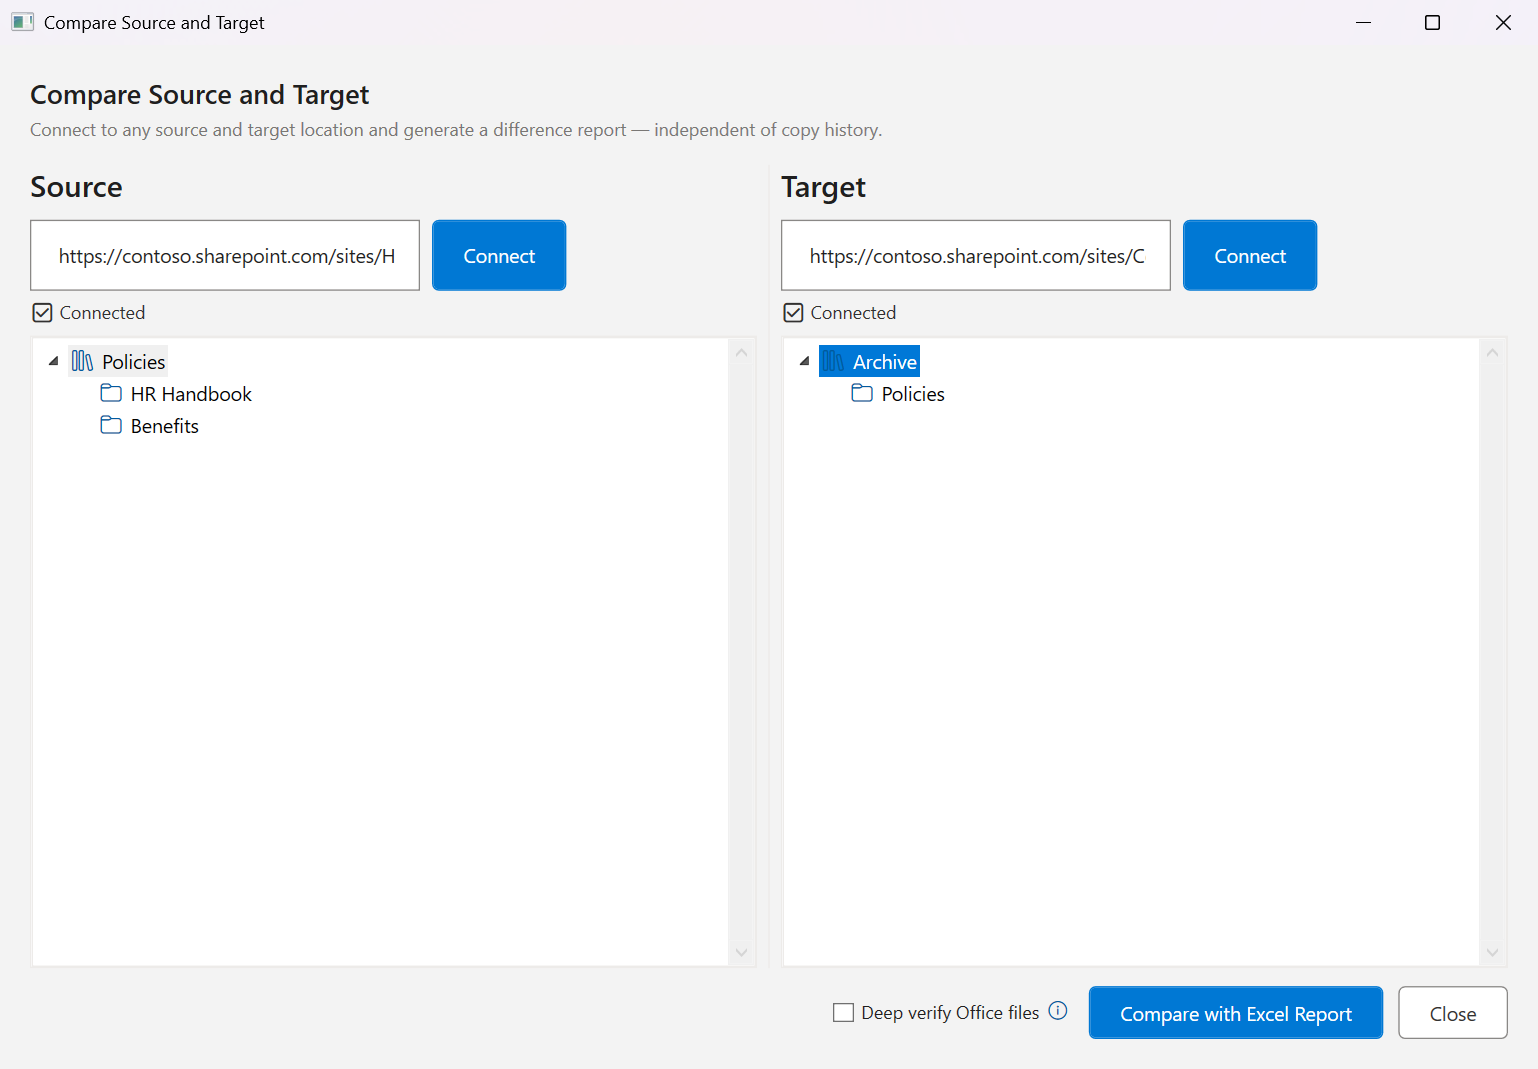 Compare Source and Target
Compare Source and Target
Connect to any source and target location and generate a difference report — independent of copy history.
Source
https://contoso.sharepoint.com/sites/H
Connect
Connected
Policies
HR Handbook
Benefits
Target
https://contoso.sharepoint.com/sites/C
Connect
Connected
Archive
Policies
Deep verify Office files
Compare with Excel Report
Close